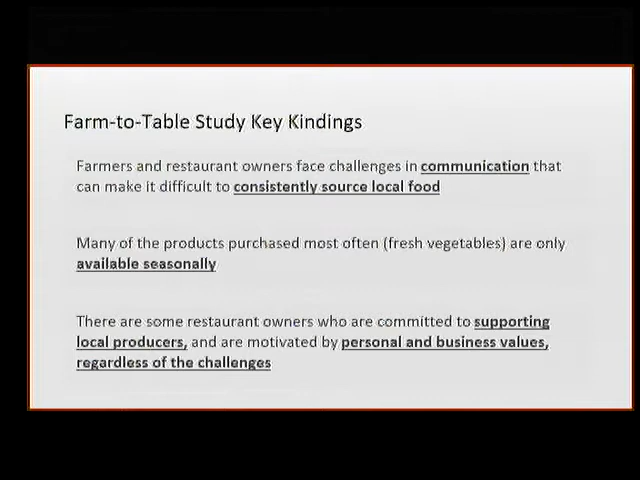 Farm-to-Table Study Key Kindings
Farmers and restaurant owners face challenges in communication that
can make it difficult to consistently source local food
Many of the products purchased most often (fresh vegetables) are only
available seasonally
There are some restaurant owners who are committed to supporting
local producers, and are motivated by personal and business values,
regardless of the challenges